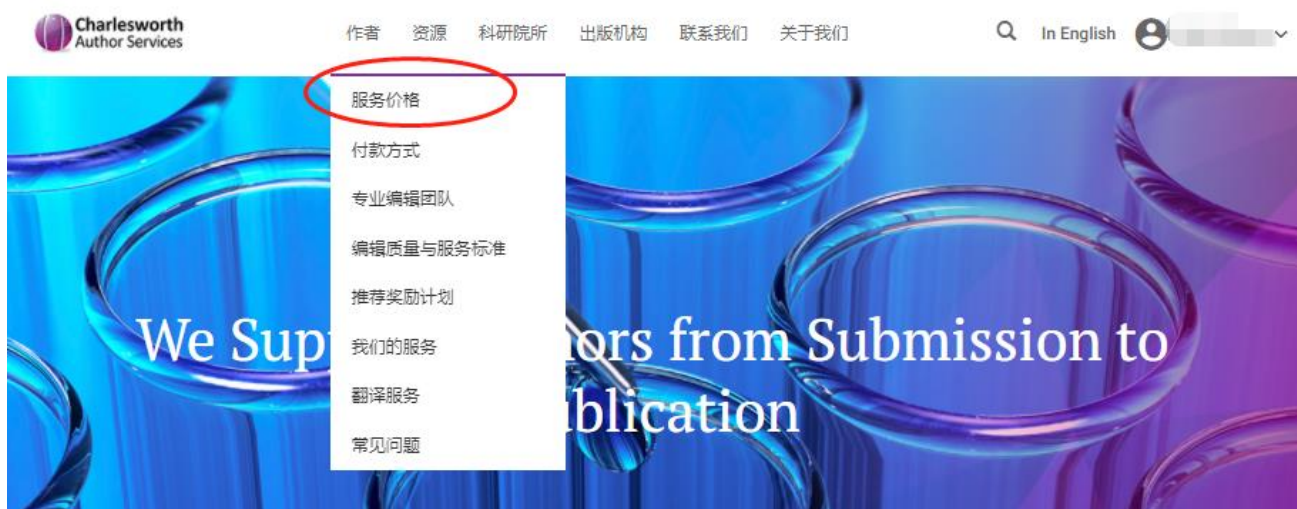 Charlesworth
Author Services
作者 资源 科研院所 出版机构 联系我们 关于我们 In English
服务价格
付款方式
专业编辑团队
编辑质量与服务标准
推荐奖励计划
我们的服务
翻译服务
常见问题
We Sup ors from Submission to
blication